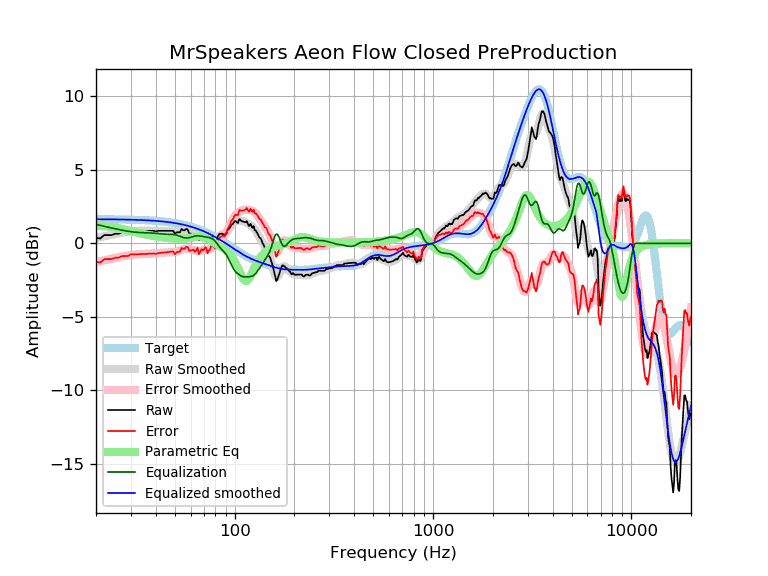 MrSpeakers Aeon Flow Closed PreProduction
Amplitude (dBr)
10
5
0
−5
−10
−15
Target
Raw Smoothed
Error Smoothed
Raw
Error
Parametric Eq
Equalization
Equalized smoothed
100
1000
10000
Frequency (Hz)